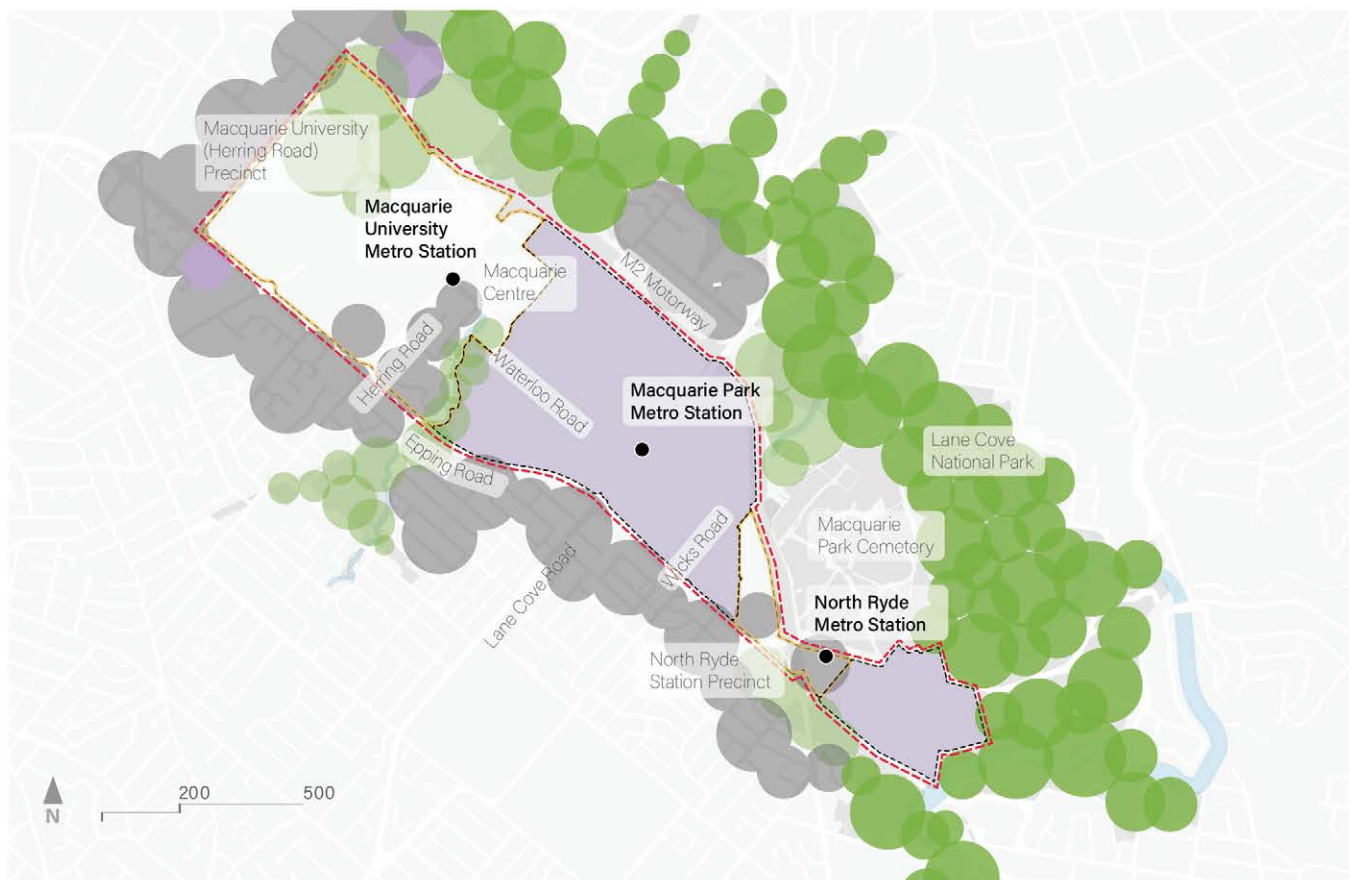 Macquarie University
(Herring Road)
Precinct
Macquarie
University
Metro Station
Macquarie
Centre
M2 Motorway
Herring Road
Waterloo Road
Macquarie Park
Metro Station
Epping Road
Lane Cove
National Park
Wicks Road
Macquarie
Park Cemetery
Lane Cove Road
North Ryde
Metro Station
North Ryde
Station Precinct
200
500
N